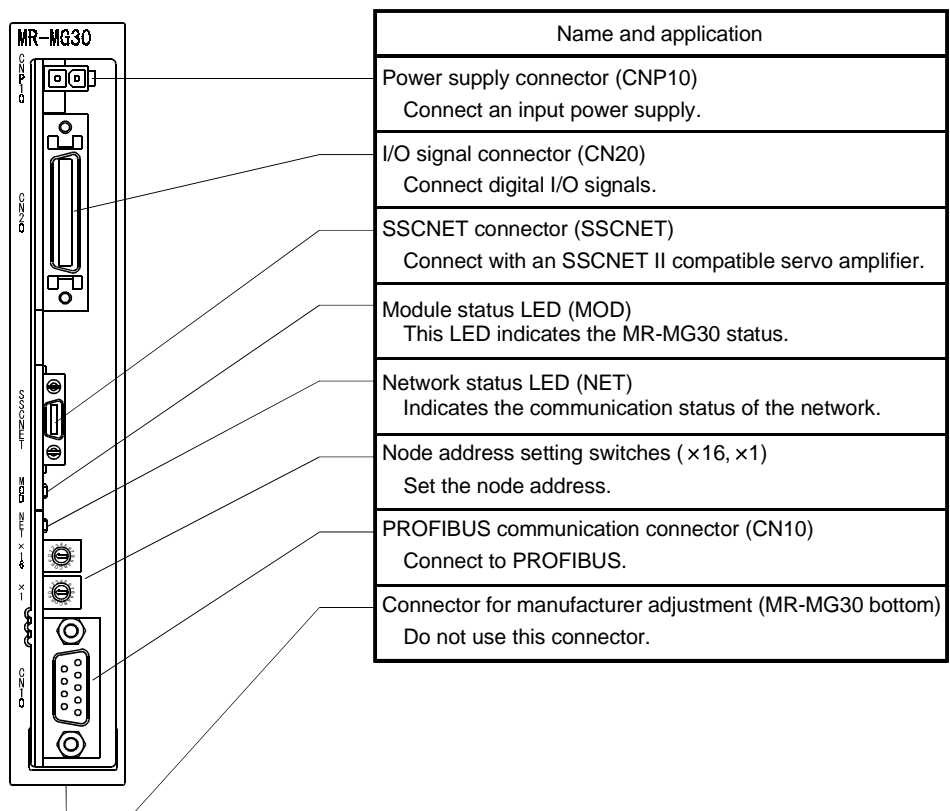 MR-MG30
CNP10
CN20
SSCNET
MOD
NET
×16
×1
CN10
Name and application
Power supply connector (CNP10)
Connect an input power supply.
I/O signal connector (CN20)
Connect digital I/O signals.
SSCNET connector (SSCNET)
Connect with an SSCNET II compatible servo amplifier.
Module status LED (MOD)
This LED indicates the MR-MG30 status.
Network status LED (NET)
Indicates the communication status of the network.
Node address setting switches ( ×16, ×1)
Set the node address.
PROFIBUS communication connector (CN10)
Connect to PROFIBUS.
Connector for manufacturer adjustment (MR-MG30 bottom)
Do not use this connector.